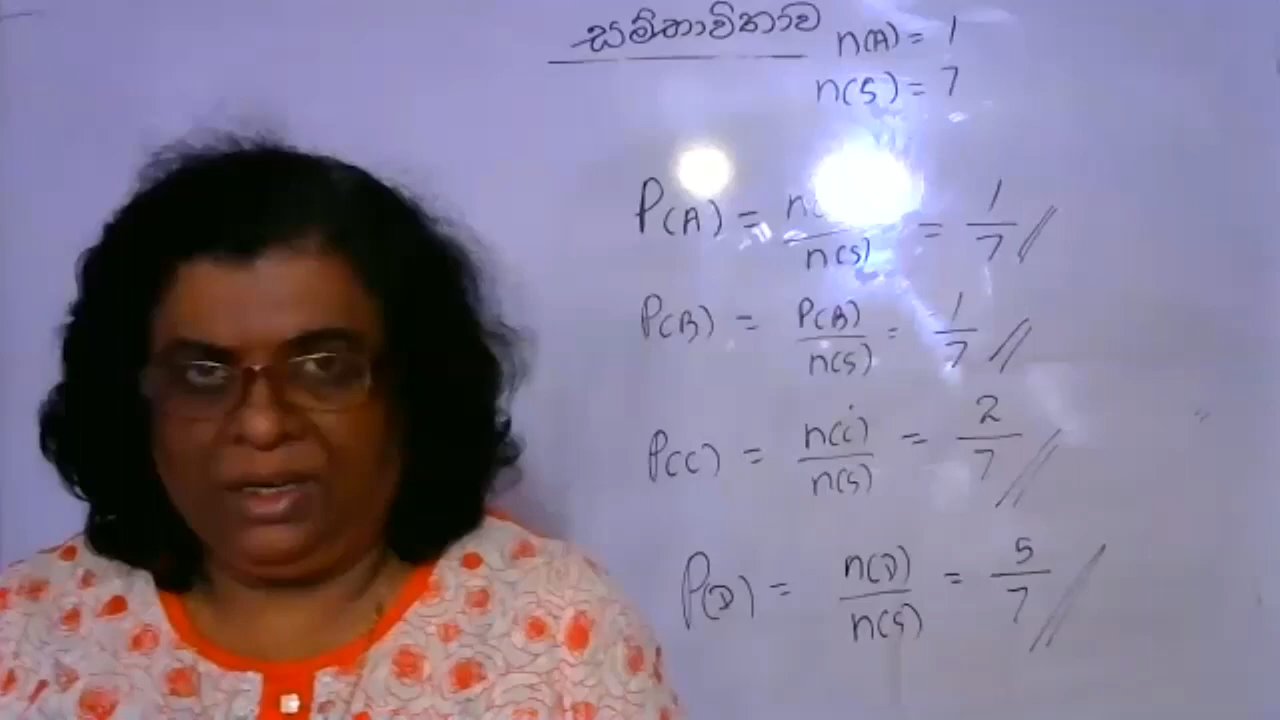 සම්භාවිතාව
n(A) = 1
n(S) = 7
P(A) = n( / n(S) = 1/7 //
P(B) = P(B)/n(S) = 1/7 //
P(C) = n(C)/n(S) = 2/7 //
P(D) = n(D)/n(S) = 5/7 //